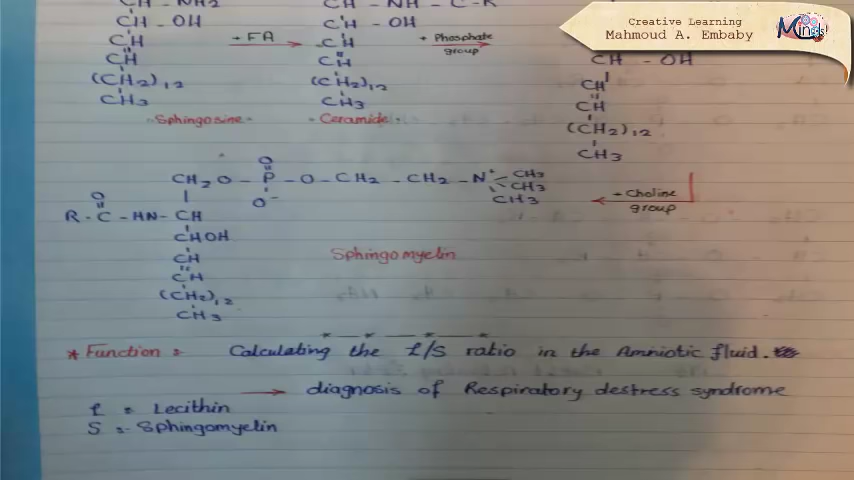 Creative Learning
Mahmoud A. Embaby
Minds
CH - NH2
CH - OH
CH
CH
(CH2)12
CH3
Sphingosine
+ FA
CH - NH - C - R
CH - OH
CH
CH
(CH2)12
CH3
Ceramide
+ Phosphate
group
CH - OH
CH
CH
(CH2)12
CH3
+ Choline
group
O
CH2O - P - O - CH2 - CH2 - N+ CH3
CH3
CH3
O-
O
R - C - HN - CH
CHOH
CH
CH
(CH2)12
CH3
Sphingomyelin
* Function : Calculating the L/S ratio in the Amniotic fluid.
→ diagnosis of Respiratory destress syndrome
L = Lecithin
S = Sphingomyelin